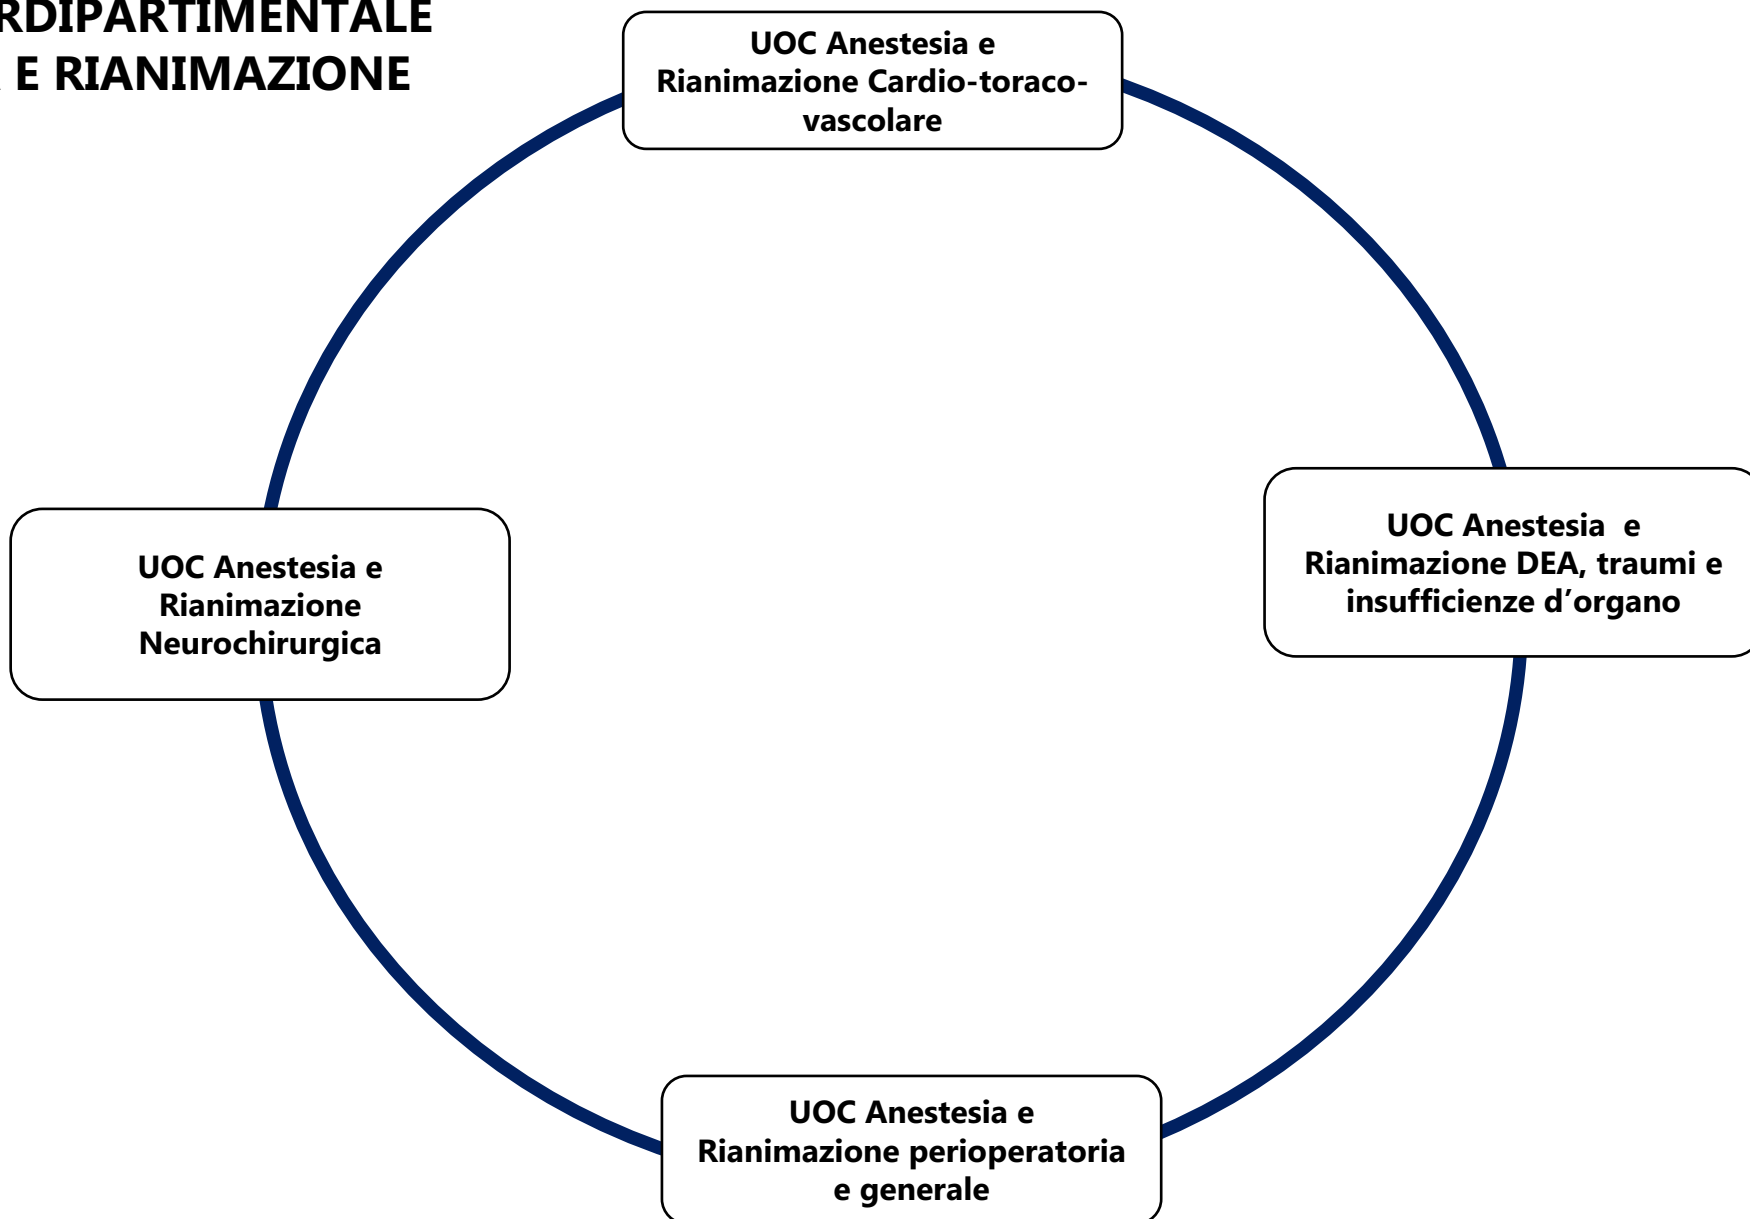 RDIPARTIMENTALE
E RIANIMAZIONE
UOC Anestesia e
Rianimazione Cardio-toraco-
vascolare
UOC Anestesia e
Rianimazione DEA, traumi e
insufficienze d’organo
UOC Anestesia e
Rianimazione
Neurochirurgica
UOC Anestesia e
Rianimazione perioperatoria
e generale